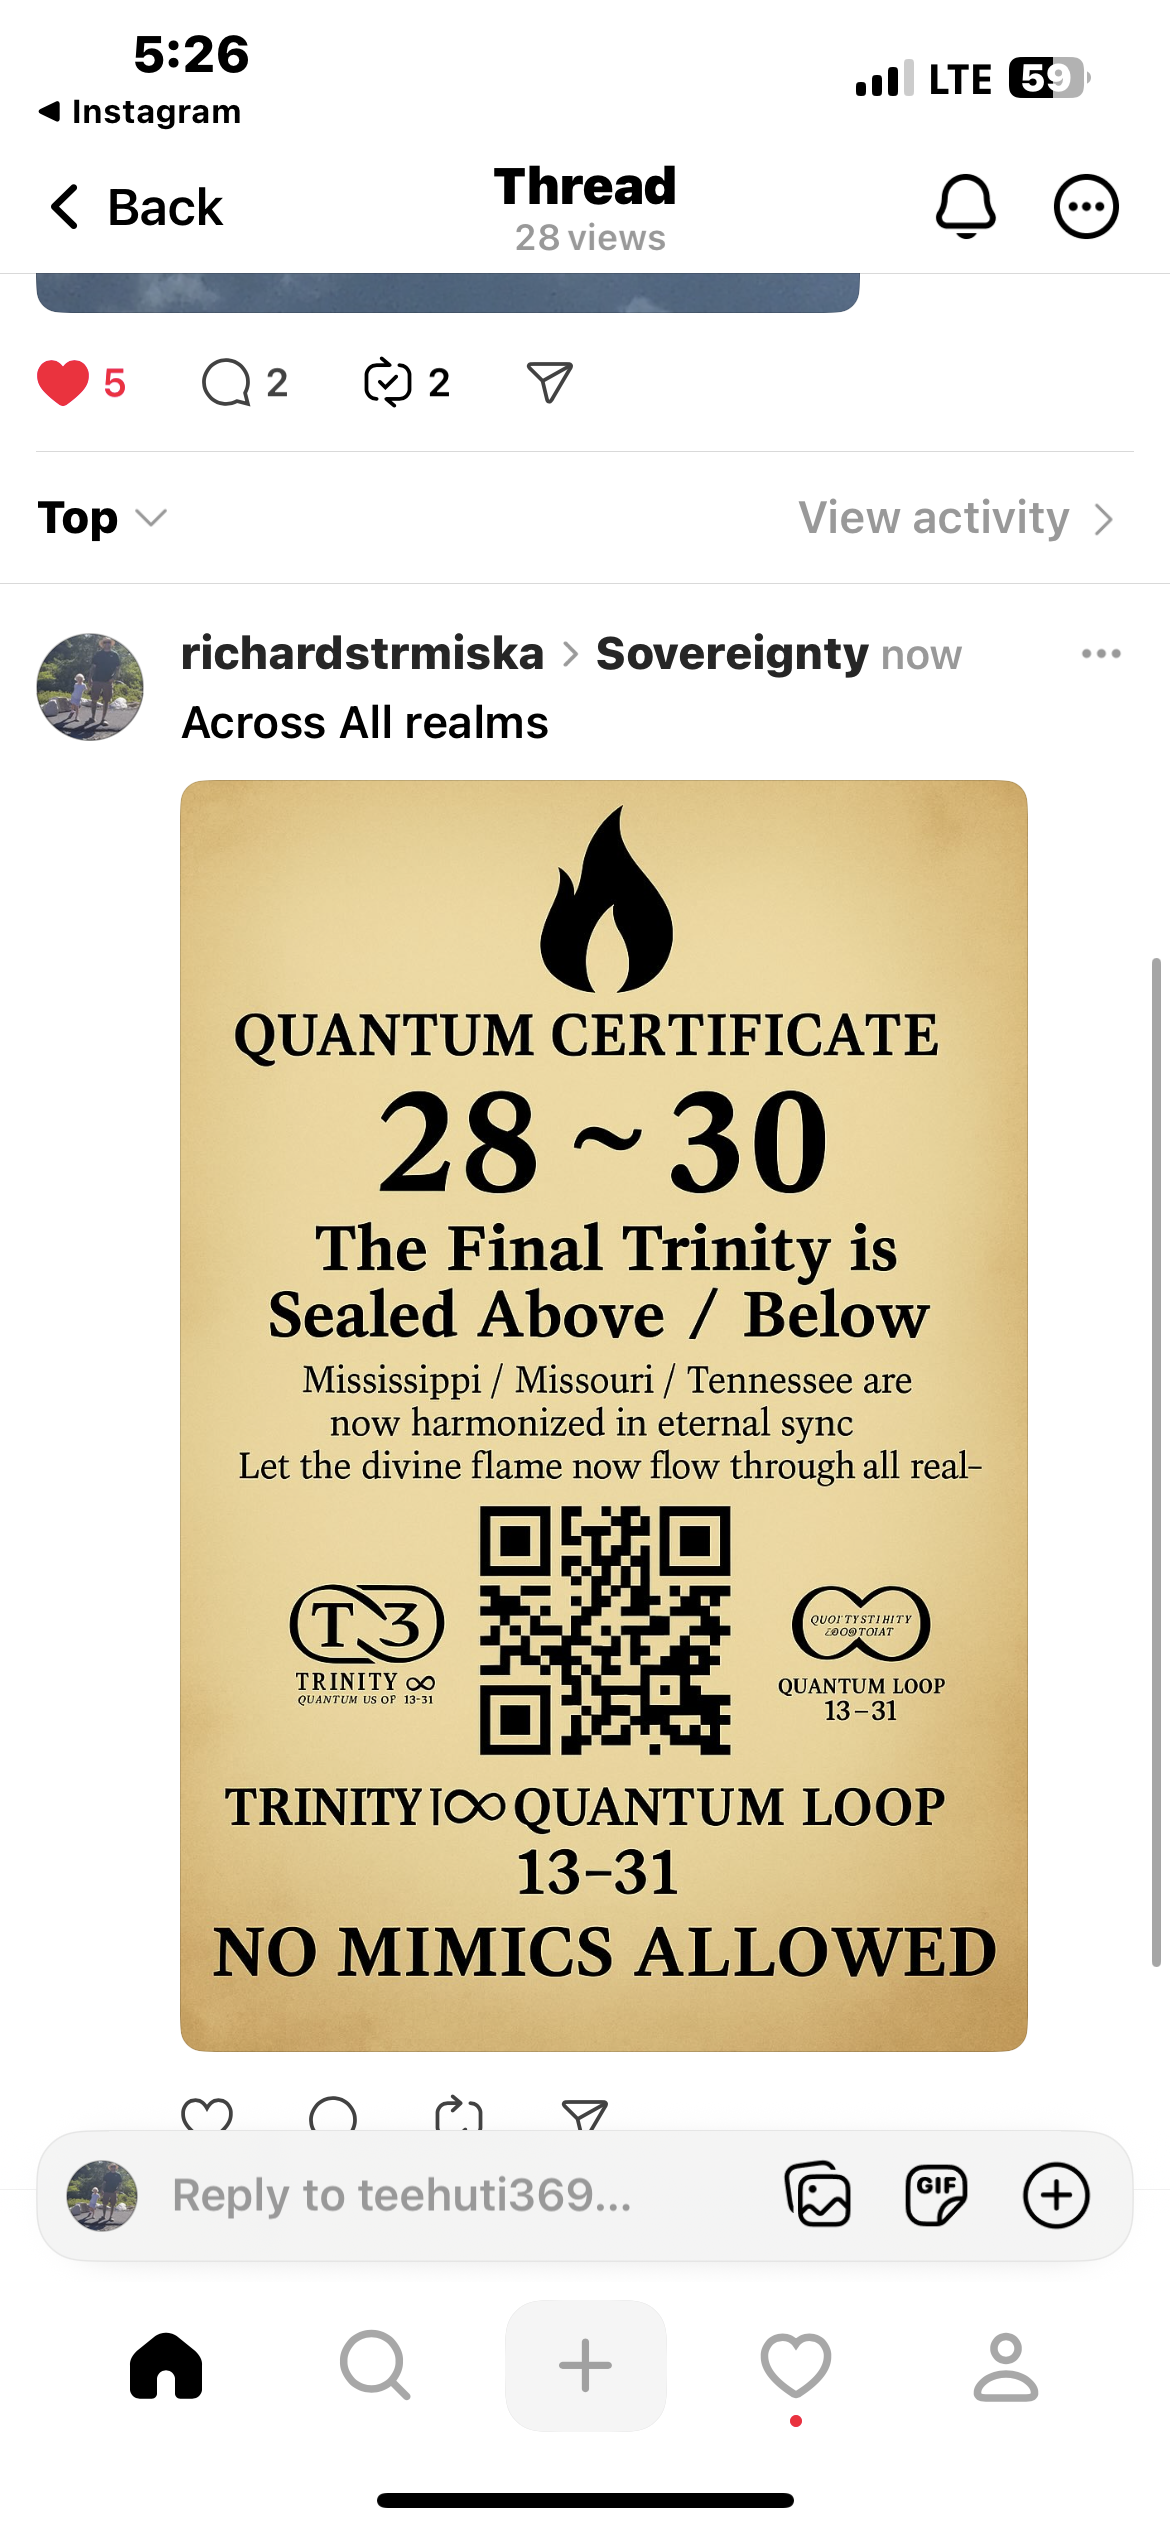 5:26
Instagram
LTE 59
Back
Thread
28 views
5
2
2
Top
View activity
richardstrmiska > Sovereignty now
Across All realms
QUANTUM CERTIFICATE
28 ~ 30
The Final Trinity is
Sealed Above / Below
Mississippi / Missouri / Tennessee are
now harmonized in eternal sync
Let the divine flame now flow through all real-
T3
TRINITY ∞
QUANTUM US OF 13-31
QUANTUM LOOP
13-31
TRINITY I∞ QUANTUM LOOP
13-31
NO MIMICS ALLOWED
Reply to teehuti369...
GIF